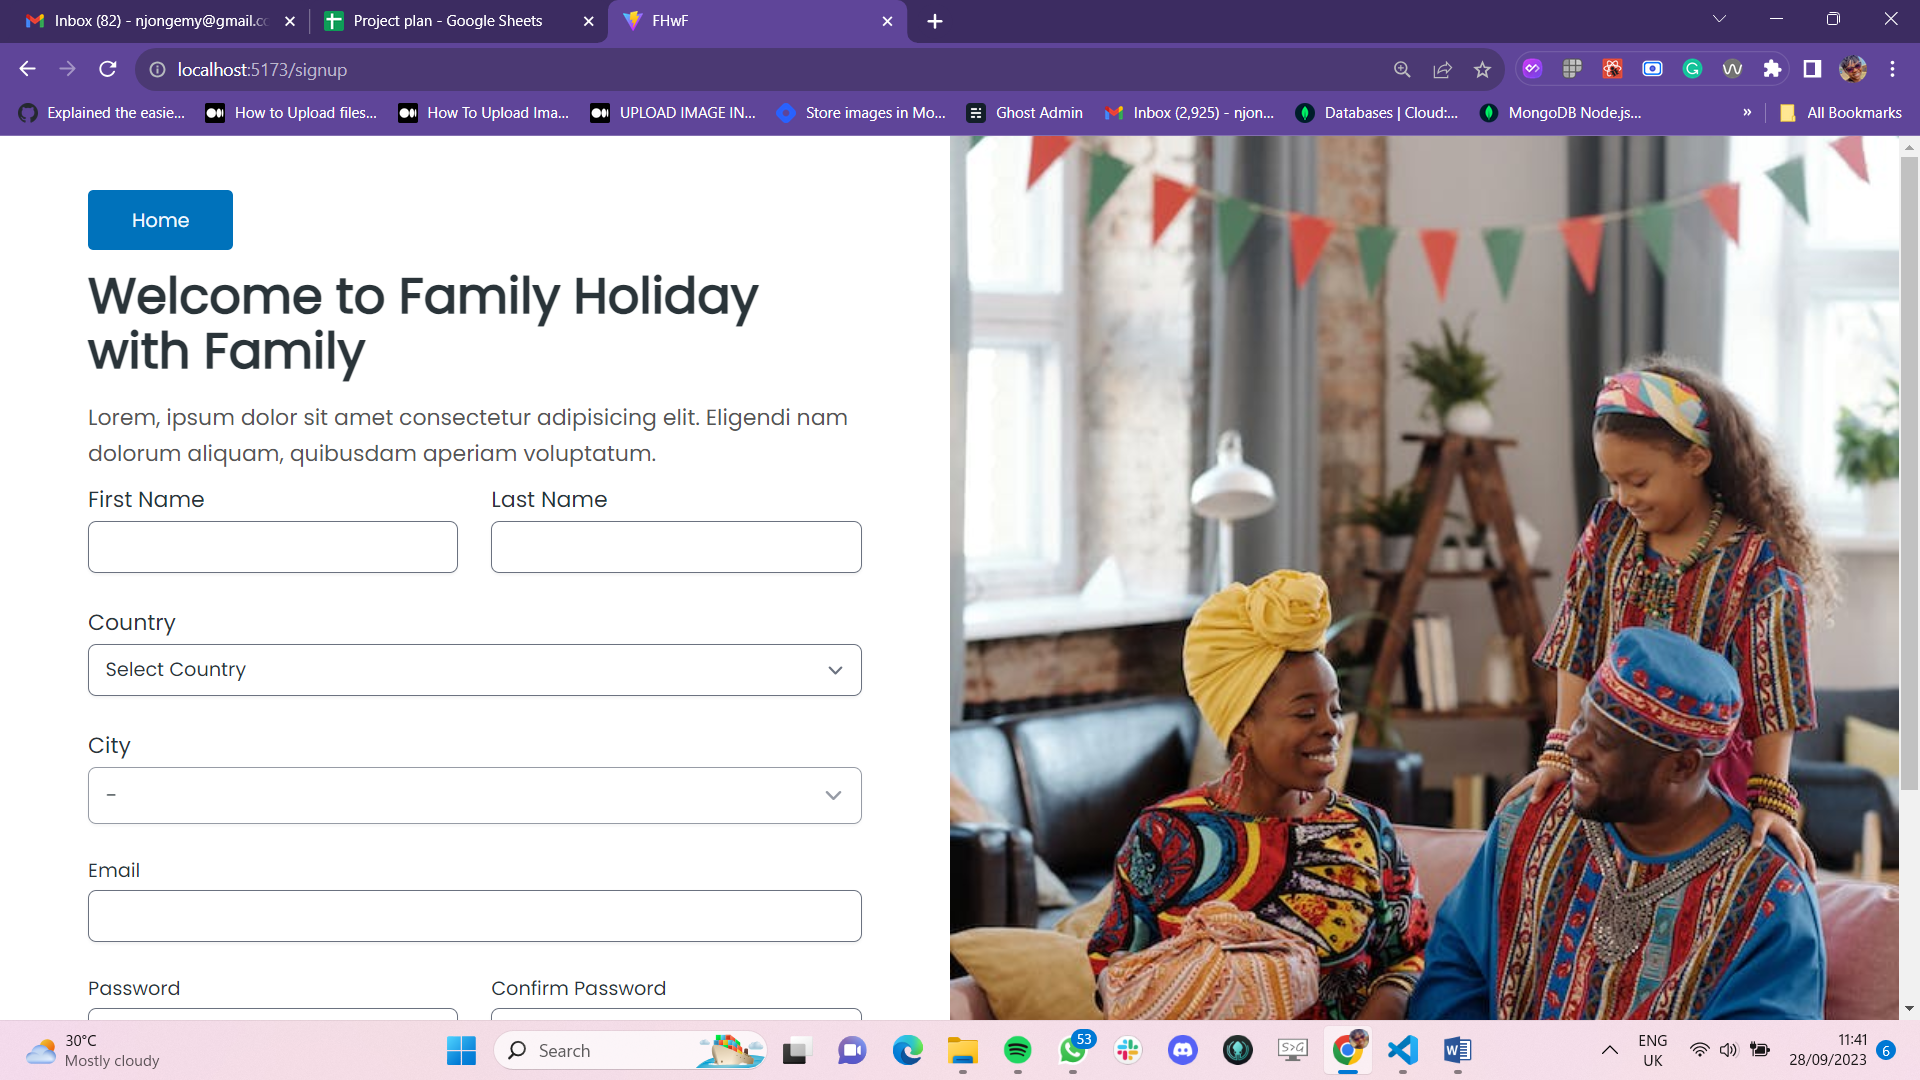 Inbox (82) - njongemy@gmail.co
Project plan - Google Sheets
FHwF
localhost:5173/signup
Explained the easie...
How to Upload files...
How To Upload Ima...
UPLOAD IMAGE IN...
Store images in Mo...
Ghost Admin
Inbox (2,925) - njon...
Databases | Cloud:...
MongoDB Node.js...
»
All Bookmarks
Home
Welcome to Family Holiday
with Family
Lorem, ipsum dolor sit amet consectetur adipisicing elit. Eligendi nam
dolorum aliquam, quibusdam aperiam voluptatum.
First Name
Last Name
Country
Select Country
City
-
Email
Password
Confirm Password
30°C
Mostly cloudy
Search
53
S>G
ENG
UK
11:41
28/09/2023
6